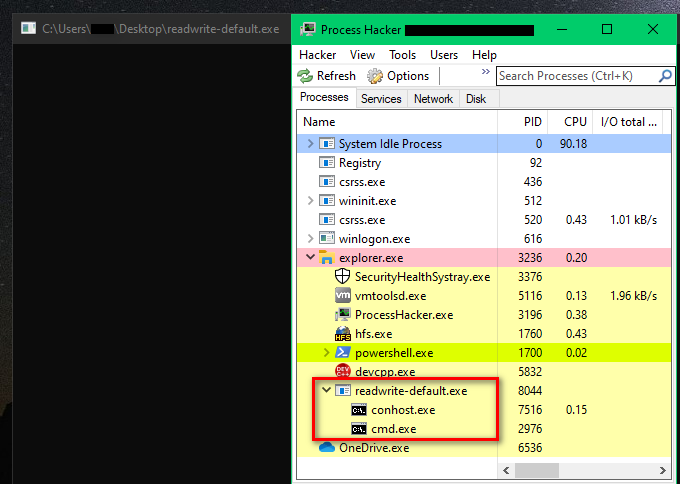 C:\Users\ \Desktop\readwrite-default.exe
Process Hacker
Hacker View Tools Users Help
Refresh Options » Search Processes (Ctrl+K)
Processes Services Network Disk
Name PID CPU I/O total ...
System Idle Process 0 90.18
Registry 92
csrss.exe 436
wininit.exe 512
csrss.exe 520 0.43 1.01 kB/s
winlogon.exe 616
explorer.exe 3236 0.20
SecurityHealthSystray.exe 3376
vm vmtoolsd.exe 5116 0.13 1.96 kB/s
ProcessHacker.exe 3196 0.38
HFS hfs.exe 1760 0.43
powershell.exe 1700 0.02
DEV C++ devcpp.exe 5832
readwrite-default.exe 8044
C:\. conhost.exe 7516 0.15
C:\. cmd.exe 2976
OneDrive.exe 6536